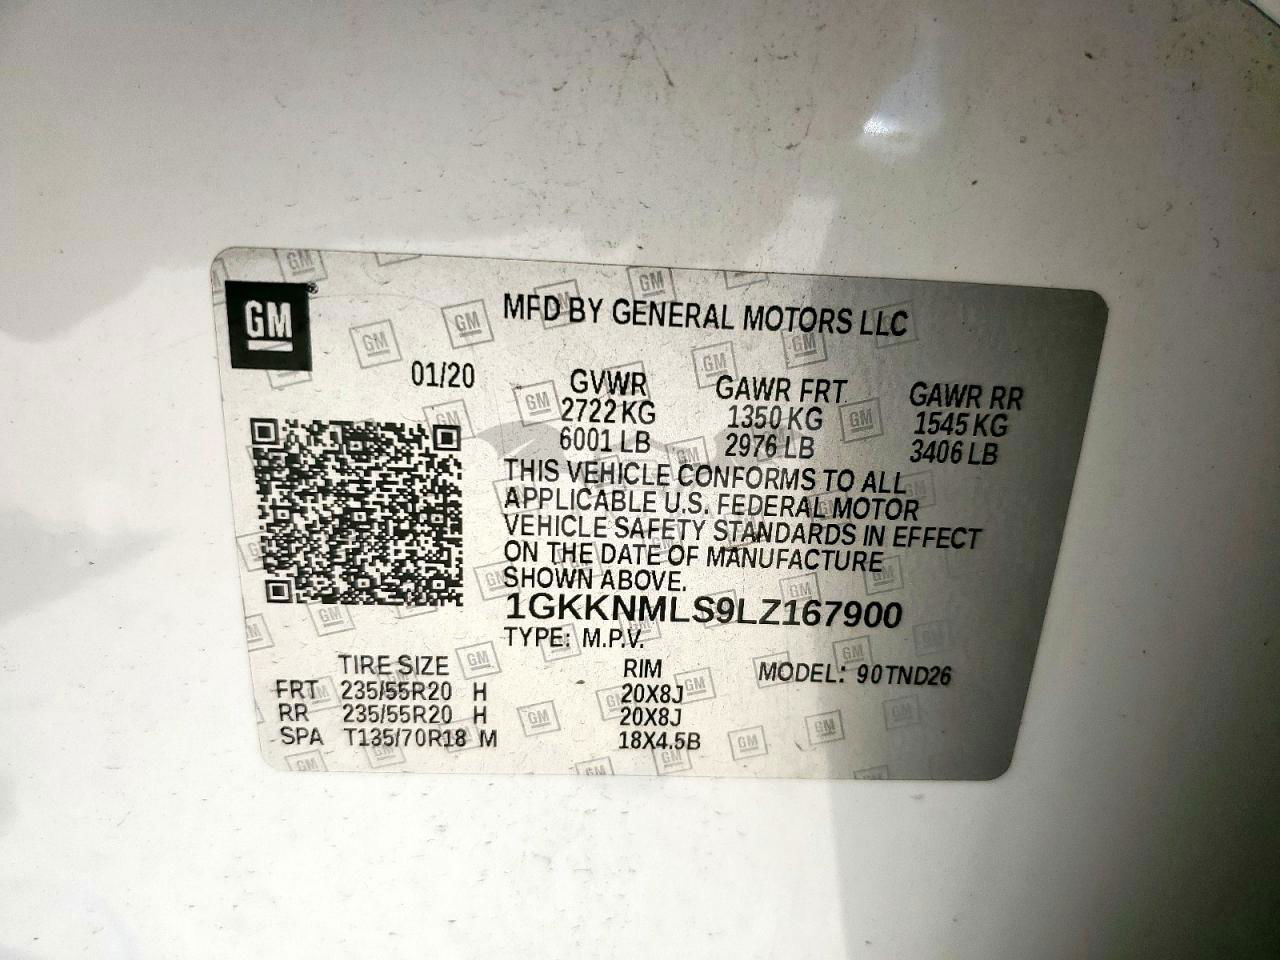 GM
MFD BY GENERAL MOTORS LLC
01/20
GVWR GAWR FRT GAWR RR
2722 KG 1350 KG 1545 KG
6001 LB 2976 LB 3406 LB
THIS VEHICLE CONFORMS TO ALL
APPLICABLE U.S. FEDERAL MOTOR
VEHICLE SAFETY STANDARDS IN EFFECT
ON THE DATE OF MANUFACTURE
SHOWN ABOVE.
1GKKNMLS9LZ167900
TYPE: M.P.V.
TIRE SIZE RIM MODEL: 90TND26
FRT 235/55R20 H 20X8J
RR 235/55R20 H 20X8J
SPA T135/70R18 M 18X4.5B